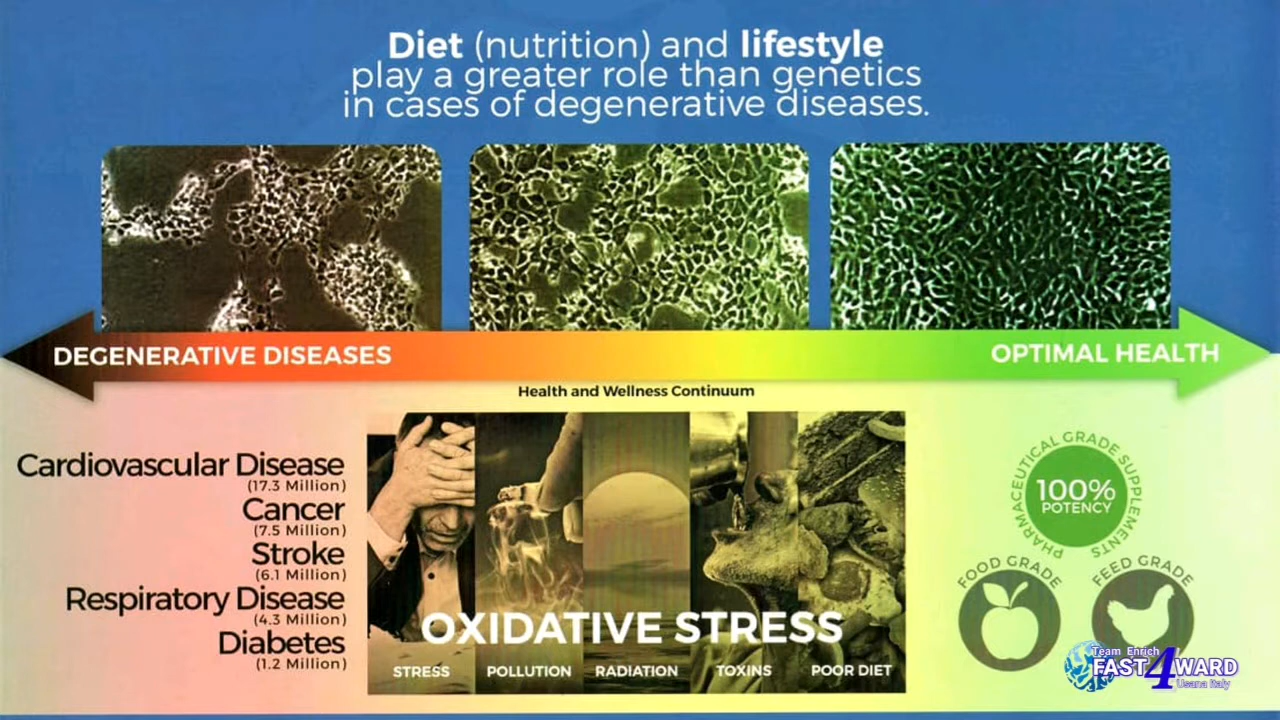 Diet (nutrition) and lifestyle
play a greater role than genetics
in cases of degenerative diseases.
DEGENERATIVE DISEASES
OPTIMAL HEALTH
Health and Wellness Continuum
Cardiovascular Disease
(17.3 Million)
Cancer
(7.5 Million)
Stroke
(6.1 Million)
Respiratory Disease
(4.3 Million)
Diabetes
(1.2 Million)
OXIDATIVE STRESS
STRESS
POLLUTION
RADIATION
TOXINS
POOR DIET
PHARMACEUTICAL GRADE SUPPLEMENTS
100%
POTENCY
FOOD GRADE
FEED GRADE
Team Enrich
FAST4WARD
Usana Italy